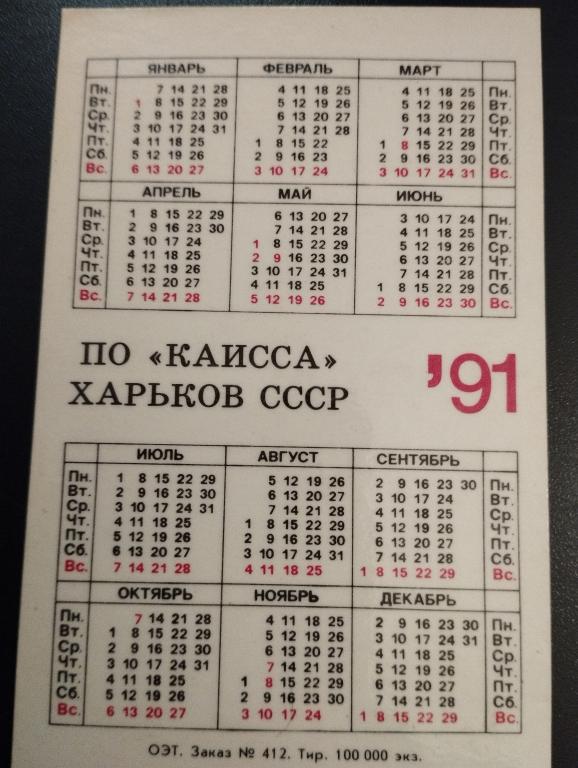 ЯНВАРЬ ФЕВРАЛЬ МАРТ
Пн. 7 14 21 28 4 11 18 25 4 11 18 25 Пн.
Вт. 1 8 15 22 29 5 12 19 26 5 12 19 26 Вт.
Ср. 2 9 16 23 30 6 13 20 27 6 13 20 27 Ср.
Чт. 3 10 17 24 31 7 14 21 28 7 14 21 28 Чт.
Пт. 4 11 18 25 1 8 15 22 1 8 15 22 29 Пт.
Сб. 5 12 19 26 2 9 16 23 2 9 16 23 30 Сб.
Вс. 6 13 20 27 3 10 17 24 3 10 17 24 31 Вс.
АПРЕЛЬ МАЙ ИЮНЬ
Пн. 1 8 15 22 29 6 13 20 27 3 10 17 24 Пн.
Вт. 2 9 16 23 30 7 14 21 28 4 11 18 25 Вт.
Ср. 3 10 17 24 1 8 15 22 29 5 12 19 26 Ср.
Чт. 4 11 18 25 2 9 16 23 30 6 13 20 27 Чт.
Пт. 5 12 19 26 3 10 17 24 31 7 14 21 28 Пт.
Сб. 6 13 20 27 4 11 18 25 1 8 15 22 29 Сб.
Вс. 7 14 21 28 5 12 19 26 2 9 16 23 30 Вс.
ПО «КАИССА»
ХАРЬКОВ СССР
'91
ИЮЛЬ АВГУСТ СЕНТЯБРЬ
Пн. 1 8 15 22 29 5 12 19 26 2 9 16 23 30 Пн.
Вт. 2 9 16 23 30 6 13 20 27 3 10 17 24 Вт.
Ср. 3 10 17 24 31 7 14 21 28 4 11 18 25 Ср.
Чт. 4 11 18 25 1 8 15 22 29 5 12 19 26 Чт.
Пт. 5 12 19 26 2 9 16 23 30 6 13 20 27 Пт.
Сб. 6 13 20 27 3 10 17 24 31 7 14 21 28 Сб.
Вс. 7 14 21 28 4 11 18 25 1 8 15 22 29 Вс.
ОКТЯБРЬ НОЯБРЬ ДЕКАБРЬ
Пн. 7 14 21 28 4 11 18 25 2 9 16 23 30 Пн.
Вт. 1 8 15 22 29 5 12 19 26 3 10 17 24 31 Вт.
Ср. 2 9 16 23 30 6 13 20 27 4 11 18 25 Ср.
Чт. 3 10 17 24 31 7 14 21 28 5 12 19 26 Чт.
Пт. 4 11 18 25 1 8 15 22 29 6 13 20 27 Пт.
Сб. 5 12 19 26 2 9 16 23 30 7 14 21 28 Сб.
Вс. 6 13 20 27 3 10 17 24 1 8 15 22 29 Вс.
ОЭТ. Заказ № 412. Тир. 100 000 экз.